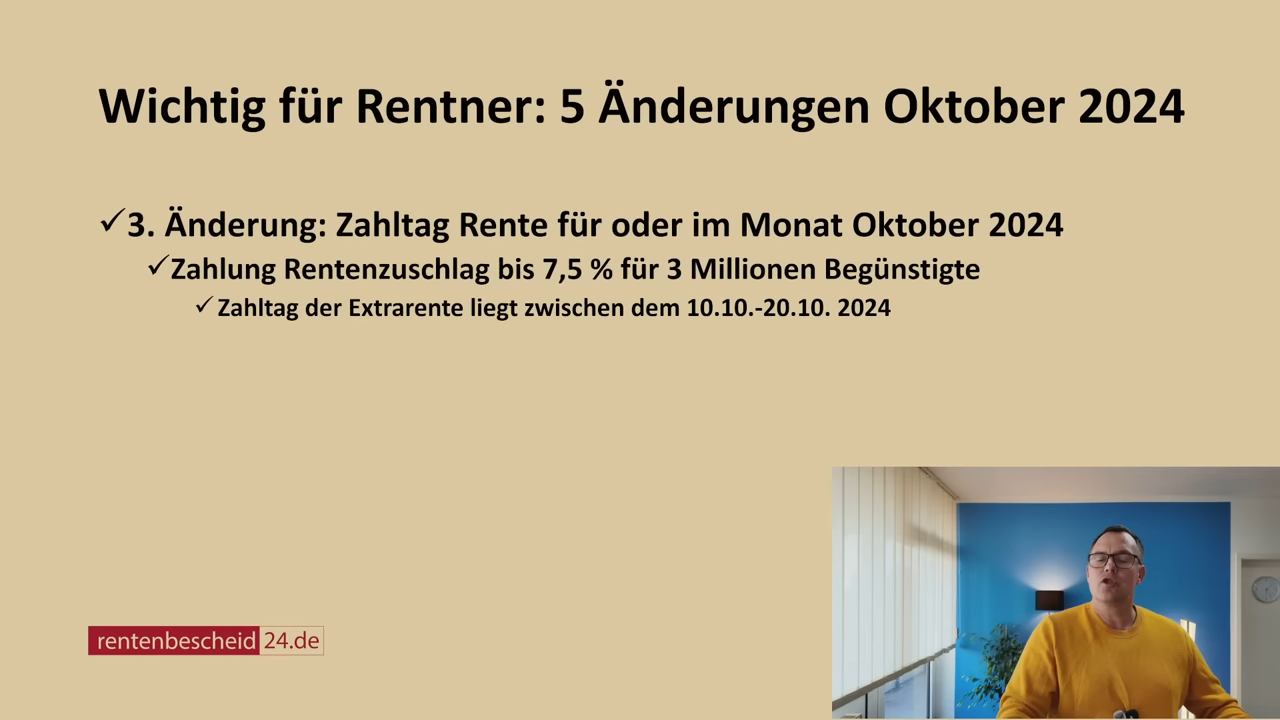 Wichtig für Rentner: 5 Änderungen Oktober 2024
✓3. Änderung: Zahltag Rente für oder im Monat Oktober 2024
✓Zahlung Rentenzuschlag bis 7,5 % für 3 Millionen Begünstigte
✓Zahltag der Extrarente liegt zwischen dem 10.10.-20.10. 2024
rentenbescheid 24.de